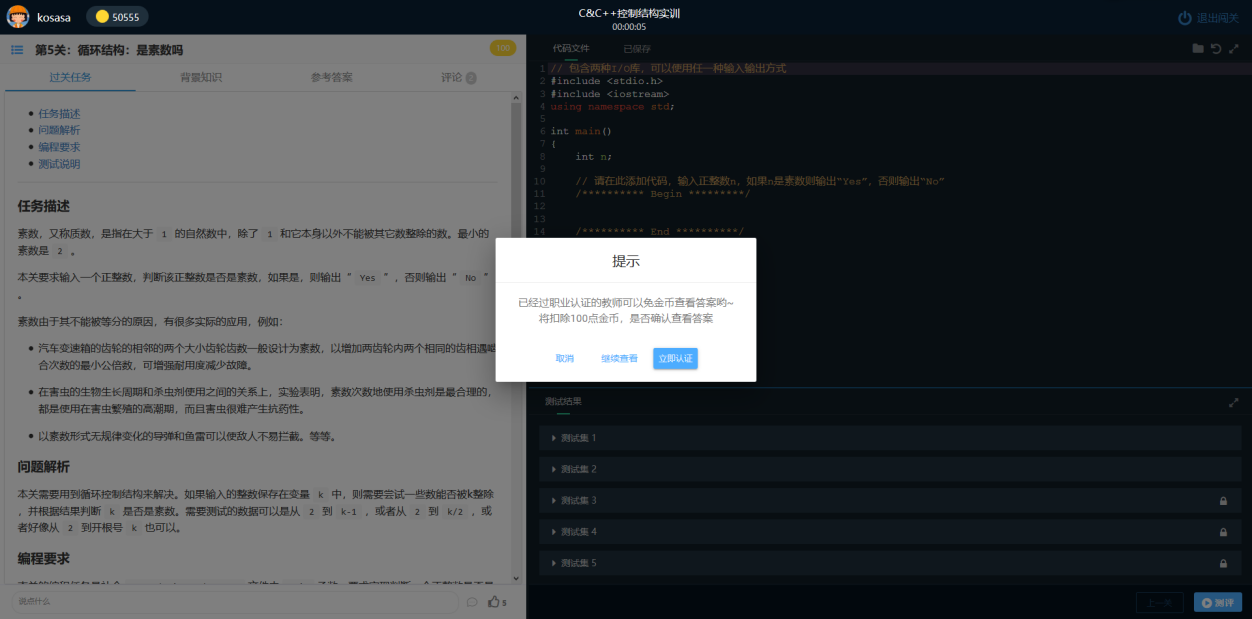 kosasa
50555
C&C++控制结构实训
00:00:05
退出闯关
第5关：循环结构：是素数吗
100
过关任务
背景知识
参考答案
评论 2
任务描述
问题解析
编程要求
测试说明
任务描述
素数，又称质数，是指在大于 1 的自然数中，除了 1 和它本身以外不能被其它数整除的数。最小的
素数是 2 。
本关要求输入一个正整数，判断该正整数是否是素数，如果是，则输出 “ Yes ” ，否则输出 “ No ”
。
素数由于其不能被等分的原因，有很多实际的应用，例如：
汽车变速箱的齿轮的相邻的两个大小齿轮齿数一般设计为素数，以增加两齿轮内两个相同的齿相遇啮
合次数的最小公倍数，可增强耐用度减少故障。
在害虫的生物生长周期和杀虫剂使用之间的关系上，实验表明，素数次数地使用杀虫剂是最合理的，
都是使用在害虫繁殖的高潮期，而且害虫很难产生抗药性。
以素数形式无规律变化的导弹和鱼雷可以使敌人不易拦截。等等。
问题解析
本关需要用到循环控制结构来解决。如果输入的整数保存在变量 k 中，则需要尝试一些数能否被k整除
，并根据结果判断 k 是否是素数。需要测试的数据可以是从 2 到 k-1 ，或者从 2 到 k/2 ，或
者好像从 2 到开根号 k 也可以。
编程要求
说点什么
5
代码文件
已保存
1 // 包含两种I/O库，可以使用任一种输入输出方式
2 #include <stdio.h>
3 #include <iostream>
4 using namespace std;
5
6 int main()
7 {
8 int n;
9
10 // 请在此添加代码，输入正整数n，如果n是素数则输出“Yes”，否则输出“No”
11 /********** Begin *********/
12
13
14 /********** End **********/
提示
已经过职业认证的教师可以免金币查看答案哟~
将扣除100点金币，是否确认查看答案
取消
继续查看
立即认证
测试结果
测试集 1
测试集 2
测试集 3
测试集 4
测试集 5
上一关
测评